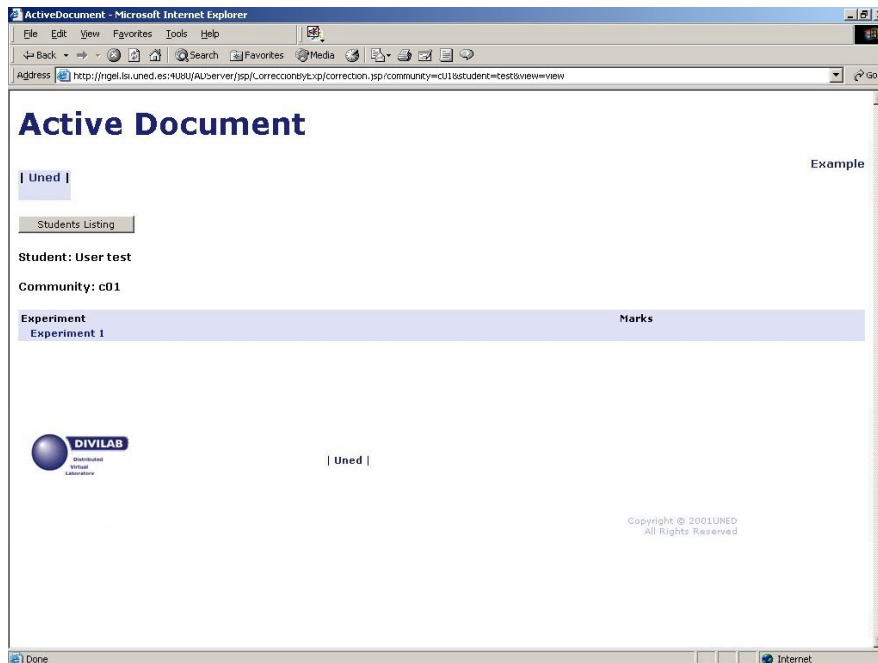 ActiveDocument - Microsoft Internet Explorer
File Edit View Favorites Tools Help
Back Search Favorites Media
Address http://rigel.lsi.uned.es:4080/ADServer/jsp/CorreccionByExp/correction.jsp?community=c01&student=test&view=view Go
Active Document
Example
| Uned |
Students Listing
Student: User test
Community: c01
Experiment Marks
Experiment 1
DIVILAB
Distributed
Virtual
Laboratory
| Uned |
Copyright © 2001UNED
All Rights Reserved
Done Internet